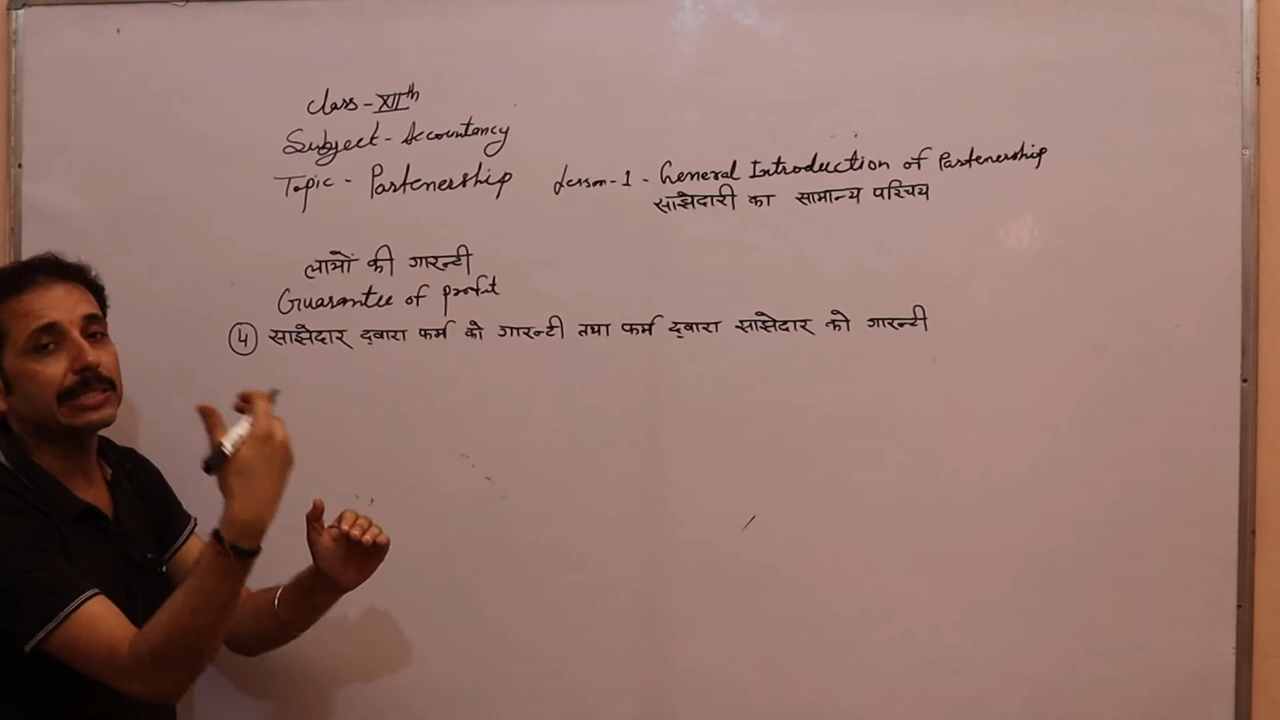 Class - XIIth
Subject - Accountancy
Topic - Partenership Lesson - 1 - General Introduction of Partenership
साझेदारी का सामान्य परिचय
लाभों की गारन्टी
Guarantee of profit
4 साझेदार द्वारा फर्म को गारन्टी तथा फर्म द्वारा साझेदार को गारन्टी